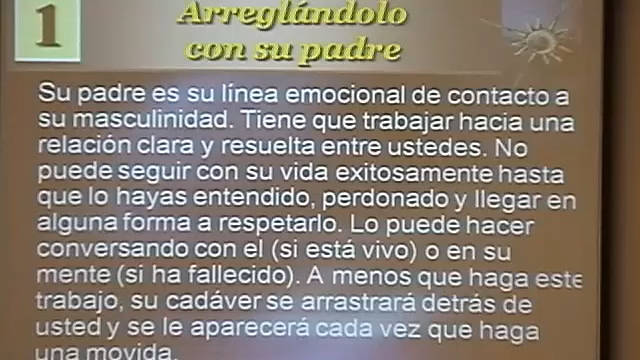 1
Arreglándolo
con su padre
Su padre es su línea emocional de contacto a
su masculinidad. Tiene que trabajar hacia una
relación clara y resuelta entre ustedes. No
puede seguir con su vida exitosamente hasta
que lo hayas entendido, perdonado y llegar en
alguna forma a respetarlo. Lo puede hacer
conversando con el (si está vivo) o en su
mente (si ha fallecido). A menos que haga este
trabajo, su cadáver se arrastrará detrás de
usted y se le aparecerá cada vez que haga
una movida.